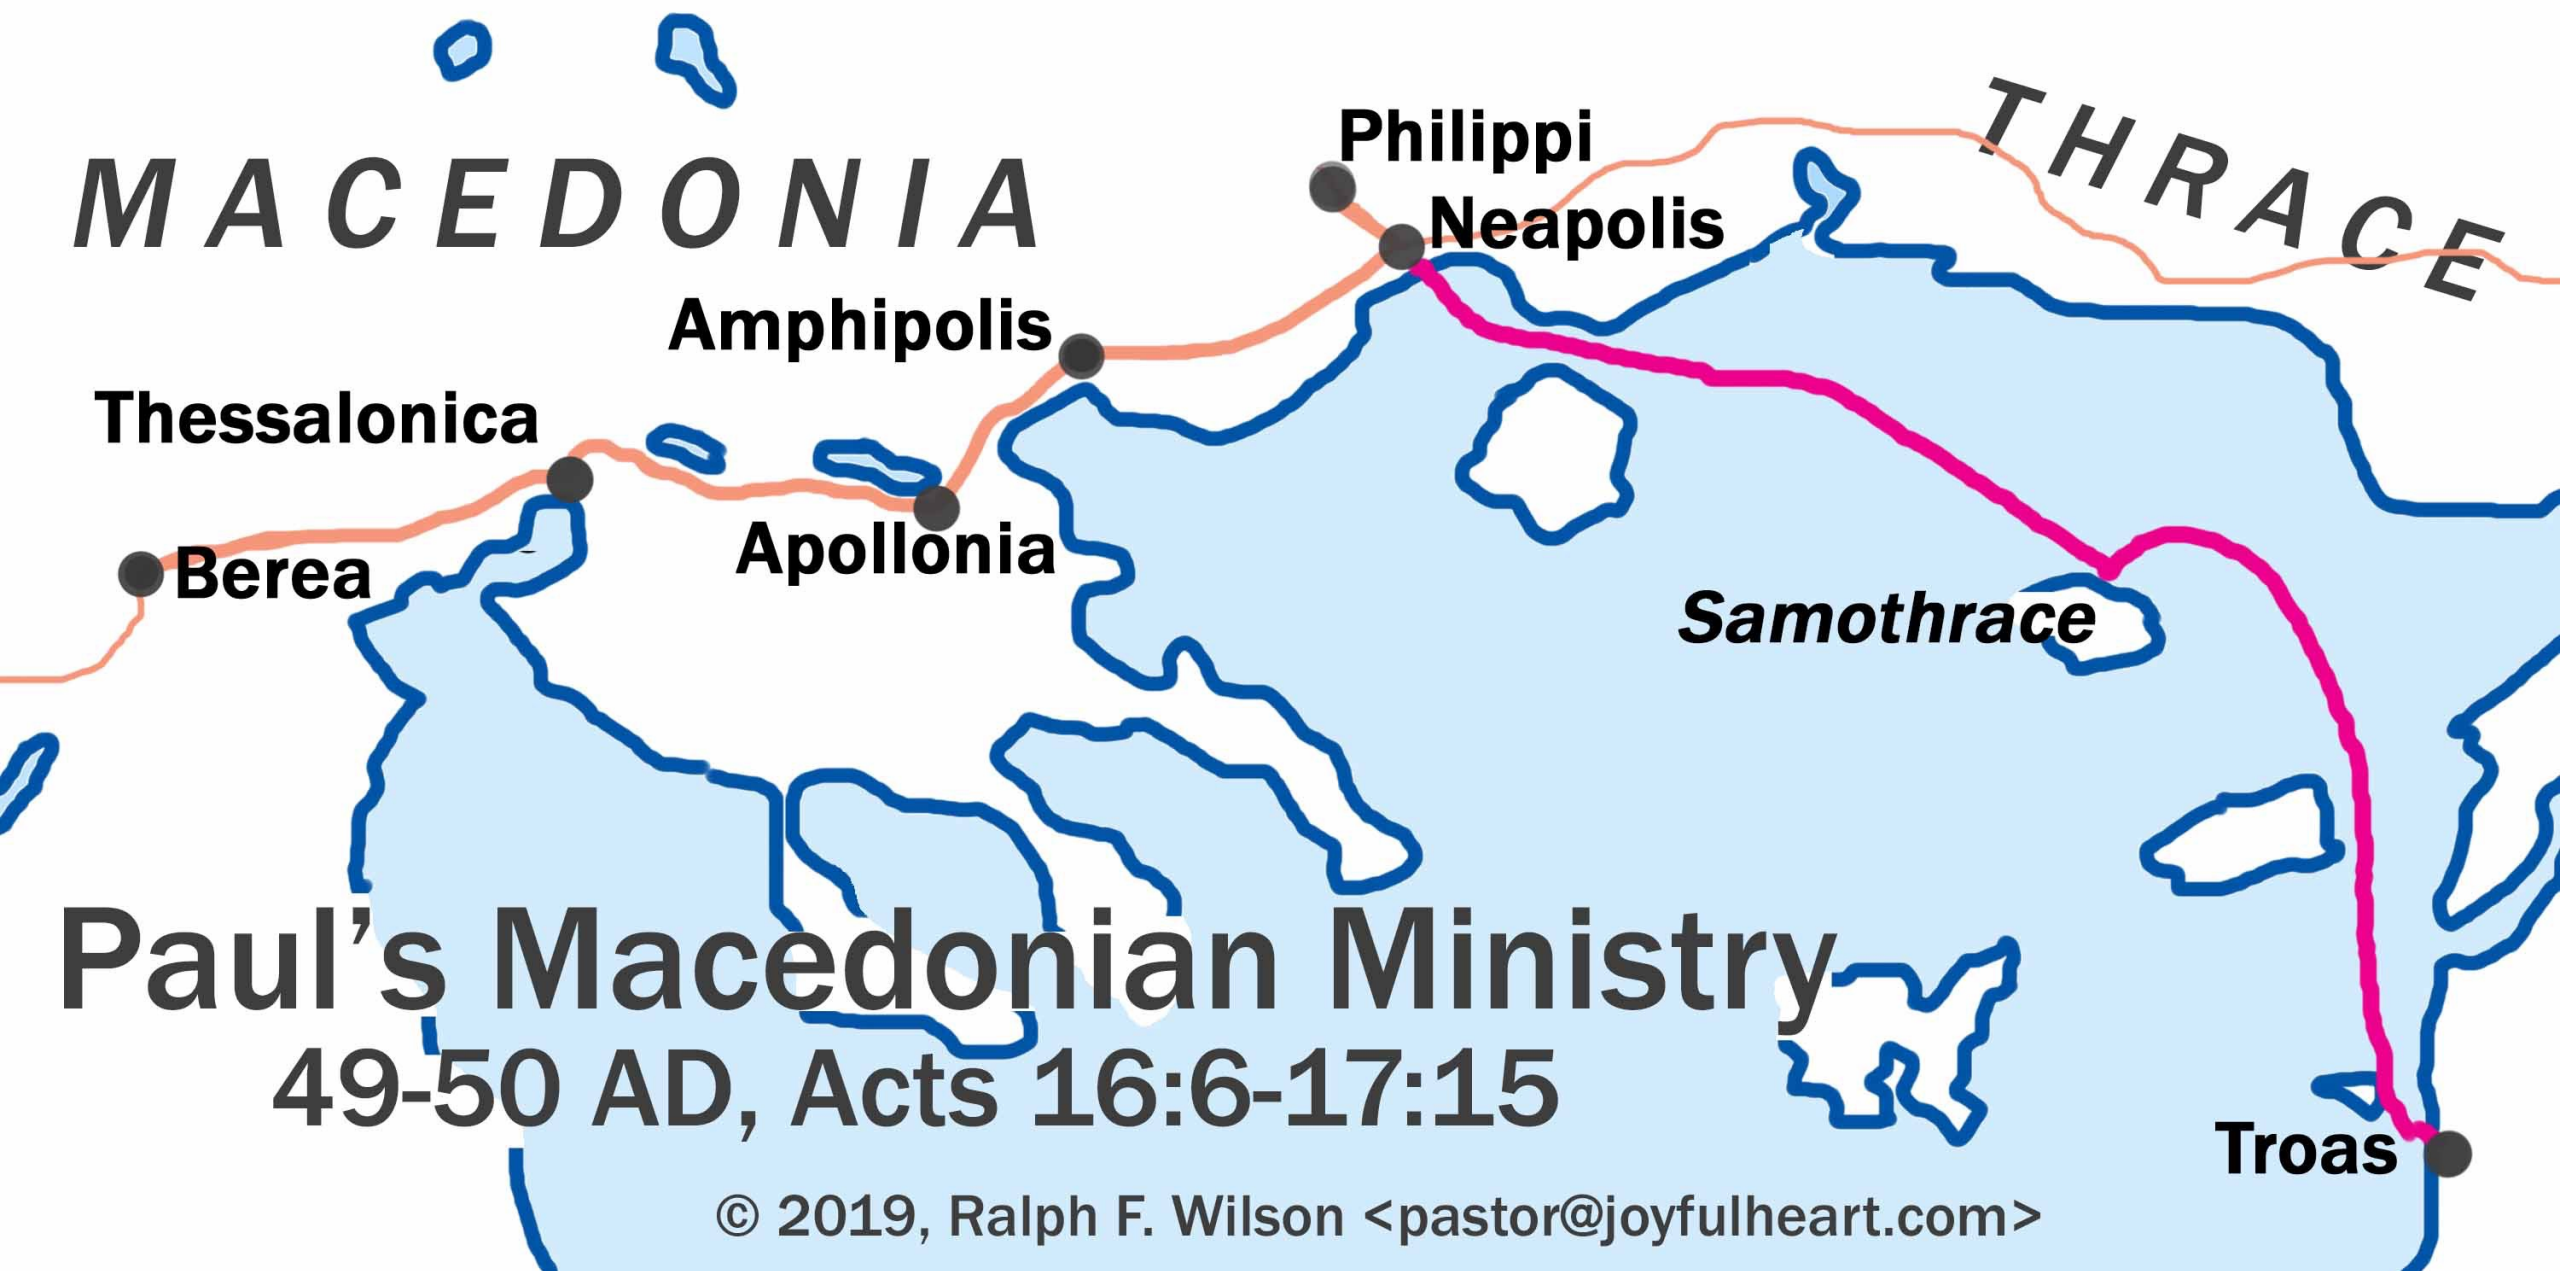 THRACE
Philippi
MACEDONIA
Neapolis
Amphipolis
Thessalonica
Apollonia
Berea
Samothrace
Paul’s Macedonian Ministry
49-50 AD, Acts 16:6-17:15
Troas
© 2019, Ralph F. Wilson <pastor@joyfulheart.com>